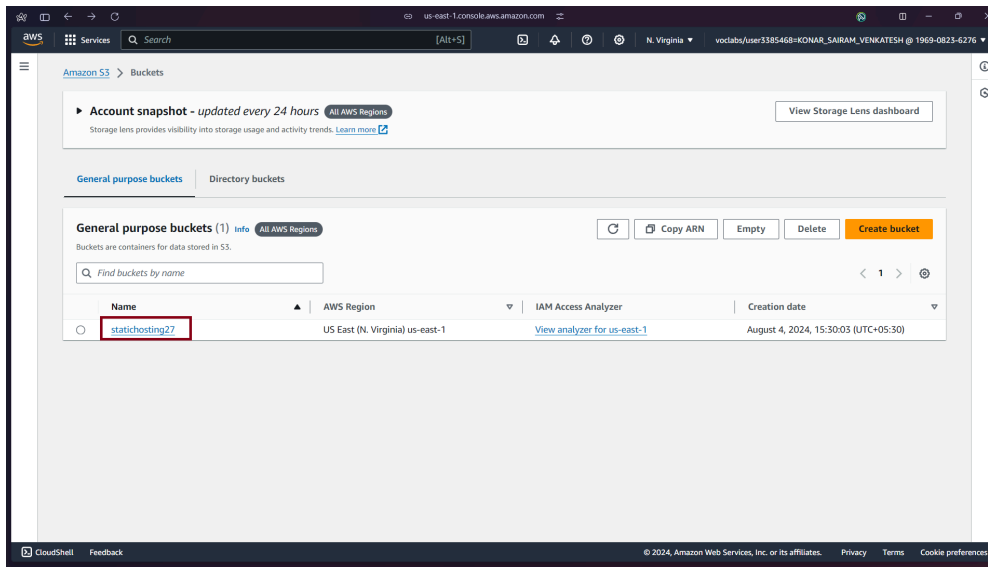 us-east-1.console.aws.amazon.com
aws
Services
Search
[Alt+S]
N. Virginia
voclabs/user3385468=KONAR_SAIRAM_VENKATESH @ 1969-0823-6276
Amazon S3
Buckets
Account snapshot - updated every 24 hours All AWS Regions
View Storage Lens dashboard
Storage lens provides visibility into storage usage and activity trends. Learn more
General purpose buckets
Directory buckets
General purpose buckets (1) Info All AWS Regions
Copy ARN
Empty
Delete
Create bucket
Buckets are containers for data stored in S3.
Find buckets by name
1
Name
AWS Region
IAM Access Analyzer
Creation date
statichosting27
US East (N. Virginia) us-east-1
View analyzer for us-east-1
August 4, 2024, 15:30:03 (UTC+05:30)
CloudShell
Feedback
© 2024, Amazon Web Services, Inc. or its affiliates.
Privacy
Terms
Cookie preferences